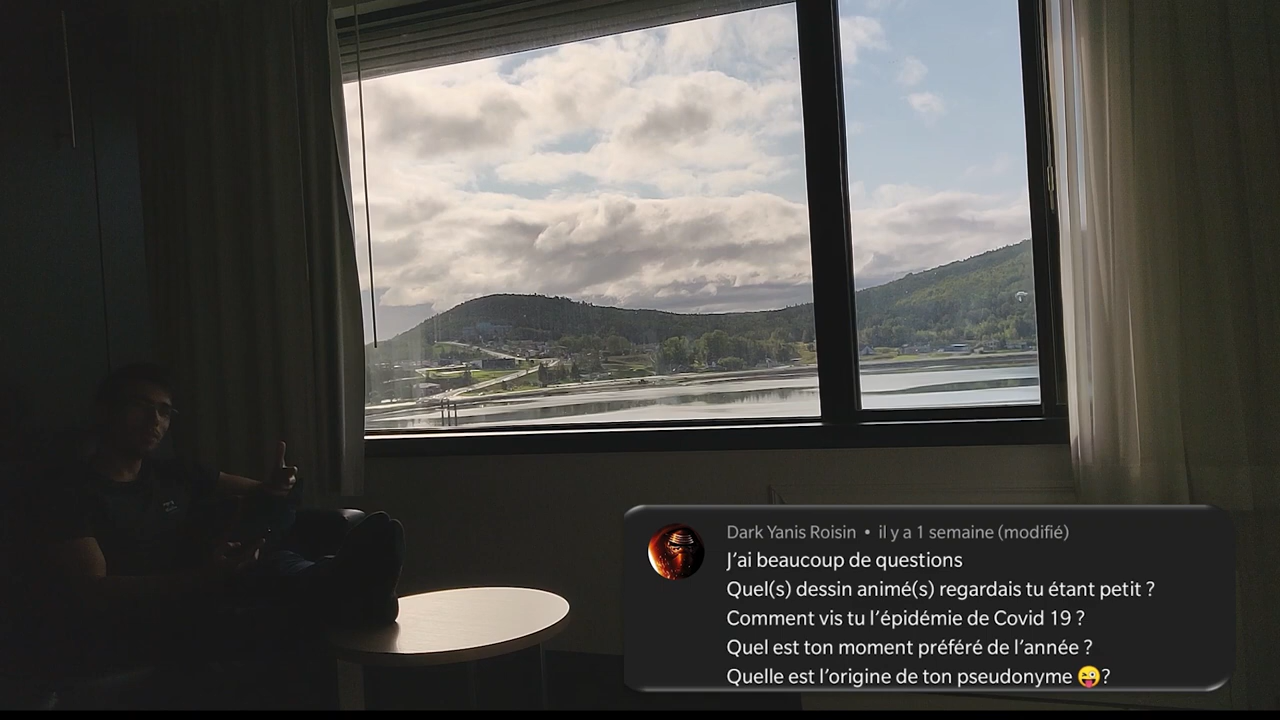 Dark Yanis Roisin • il y a 1 semaine (modifié)
J'ai beaucoup de questions
Quel(s) dessin animé(s) regardais tu étant petit ?
Comment vis tu l'épidémie de Covid 19 ?
Quel est ton moment préféré de l'année ?
Quelle est l'origine de ton pseudonyme 😜?